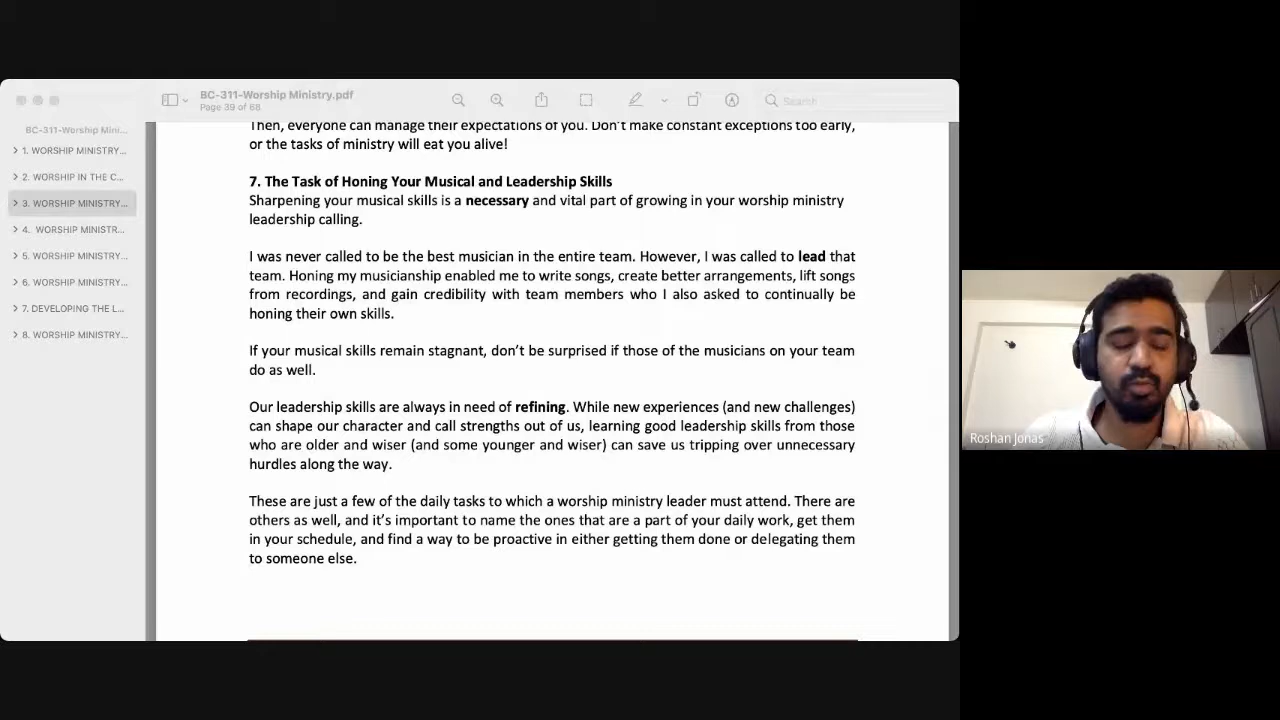 BC-311-Worship Ministry.pdf
Page 39 of 68
Search
BC-311-Worship Mini...
1. WORSHIP MINISTRY...
2. WORSHIP IN THE C...
3. WORSHIP MINISTRY...
4. WORSHIP MINISTR...
5. WORSHIP MINISTRY...
6. WORSHIP MINISTRY...
7. DEVELOPING THE L...
8. WORSHIP MINISTRY...
Then, everyone can manage their expectations of you. Don't make constant exceptions too early,
or the tasks of ministry will eat you alive!
7. The Task of Honing Your Musical and Leadership Skills
Sharpening your musical skills is a necessary and vital part of growing in your worship ministry
leadership calling.
I was never called to be the best musician in the entire team. However, I was called to lead that
team. Honing my musicianship enabled me to write songs, create better arrangements, lift songs
from recordings, and gain credibility with team members who I also asked to continually be
honing their own skills.
If your musical skills remain stagnant, don't be surprised if those of the musicians on your team
do as well.
Our leadership skills are always in need of refining. While new experiences (and new challenges)
can shape our character and call strengths out of us, learning good leadership skills from those
who are older and wiser (and some younger and wiser) can save us tripping over unnecessary
hurdles along the way.
These are just a few of the daily tasks to which a worship ministry leader must attend. There are
others as well, and it's important to name the ones that are a part of your daily work, get them
in your schedule, and find a way to be proactive in either getting them done or delegating them
to someone else.
Roshan Jonas